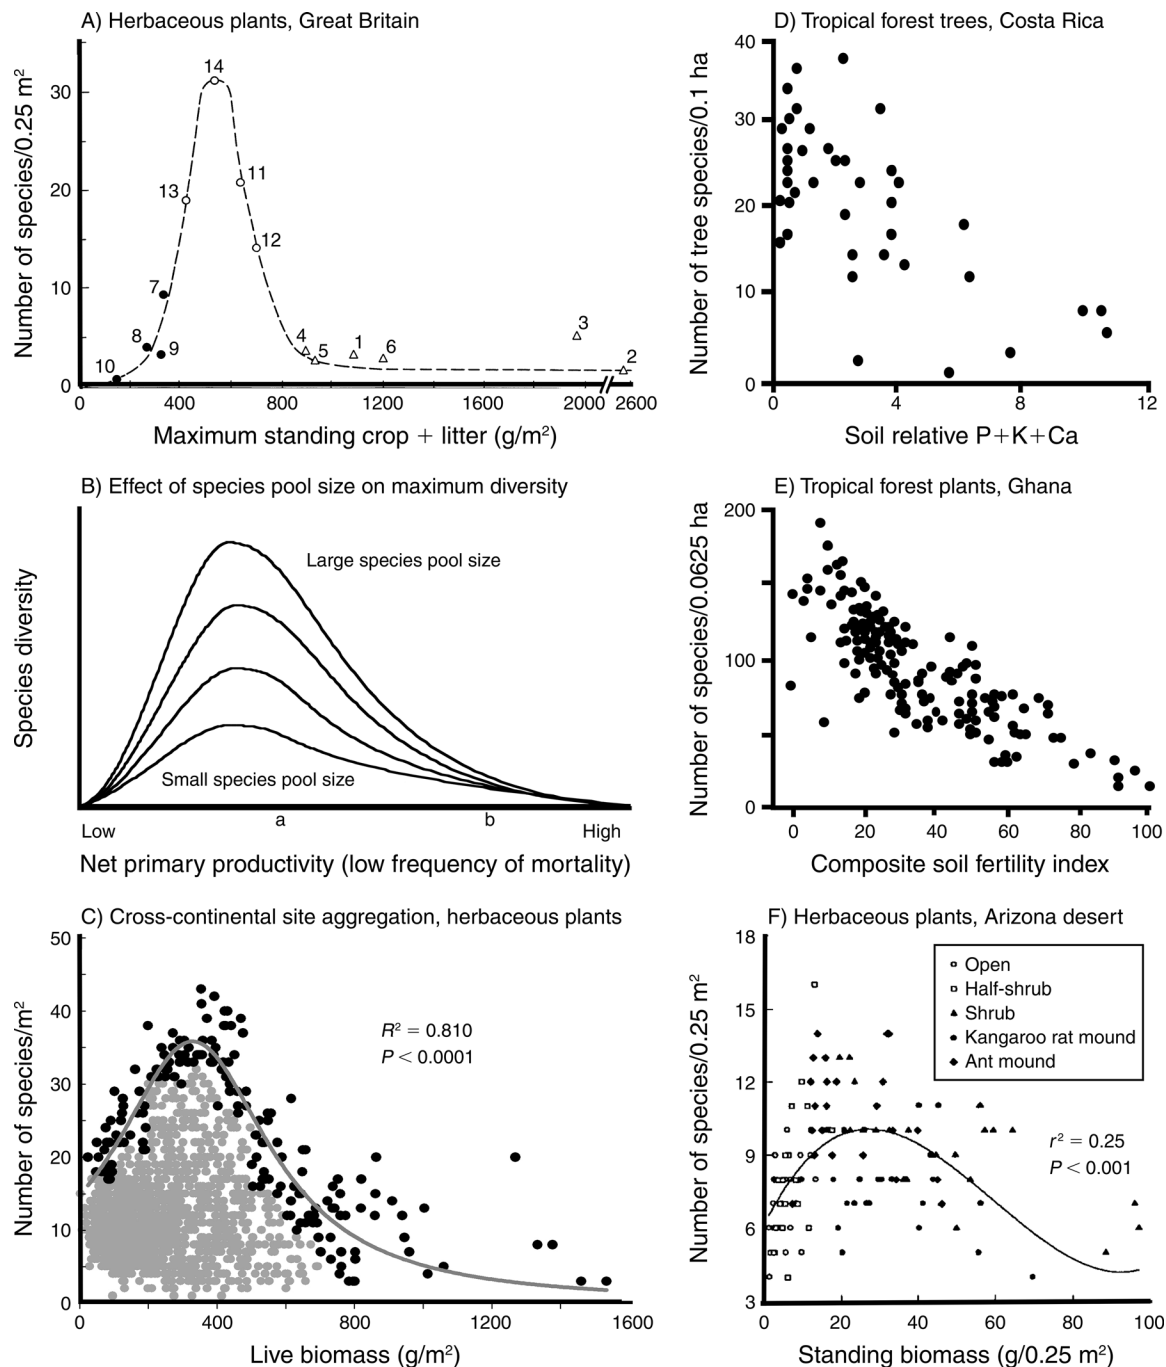 A) Herbaceous plants, Great Britain
Number of species/0.25 m²
30
20
10
0
14
13
11
12
7
8
9
10
4
5
1
6
3
2
0 400 800 1200 2000 2600
Maximum standing crop + litter (g/m²)
B) Effect of species pool size on maximum diversity
Species diversity
Large species pool size
Small species pool size
Low a b High
Net primary productivity (low frequency of mortality)
C) Cross-continental site aggregation, herbaceous plants
Number of species/m²
50
40
30
20
10
0
R² = 0.810
P < 0.0001
0 400 800 1200 1600
Live biomass (g/m²)
D) Tropical forest trees, Costa Rica
Number of tree species/0.1 ha
40
30
20
10
0
0 4 8 12
Soil relative P+K+Ca
E) Tropical forest plants, Ghana
Number of species/0.0625 ha
200
100
0
0 20 40 60 80 100
Composite soil fertility index
F) Herbaceous plants, Arizona desert
Number of species/0.25 m²
18
15
12
9
6
3
Open
Half-shrub
Shrub
Kangaroo rat mound
Ant mound
r² = 0.25
P < 0.001
0 20 40 60 80 100
Standing biomass (g/0.25 m²)